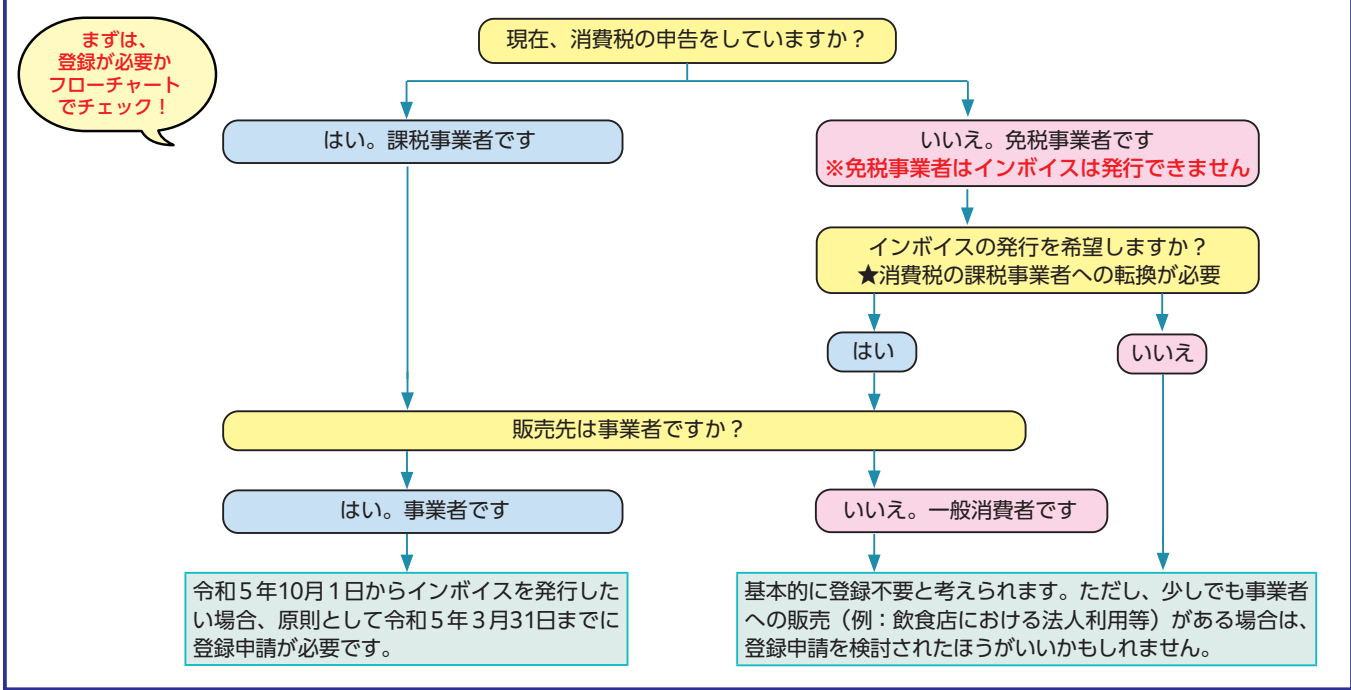 まずは、
登録が必要か
フローチャート
でチェック！
現在、消費税の申告をしていますか？
はい。課税事業者です
いいえ。免税事業者です
※免税事業者はインボイスは発行できません
インボイスの発行を希望しますか？
★消費税の課税事業者への転換が必要
はい
いいえ
販売先は事業者ですか？
はい。事業者です
いいえ。一般消費者です
令和５年10月１日からインボイスを発行した
い場合、原則として令和５年３月31日までに
登録申請が必要です。
基本的に登録不要と考えられます。ただし、少しでも事業者
への販売（例：飲食店における法人利用等）がある場合は、
登録申請を検討されたほうがいいかもしれません。